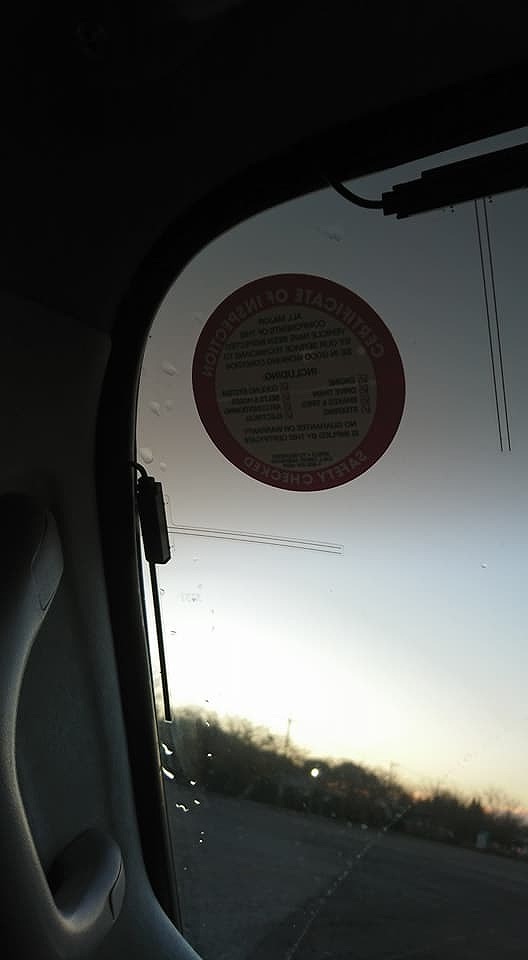 CERTIFICATE OF INSPECTION
ALL MAJOR
COMPONENTS OF THIS
VEHICLE HAVE BEEN INSPECTED
BY OUR SERVICE TECHNICIANS TO
BE IN GOOD WORKING CONDITION
INCLUDING
ENGINE
COOLING SYSTEM
DRIVE TRAIN
BELTS & HOSES
BRAKES & TIRES
AIR CONDITIONING
STEERING
ELECTRICAL
NO GUARANTEE OR WARRANTY
IS IMPLIED BY THIS CERTIFICATE
SAFETY CHECKED